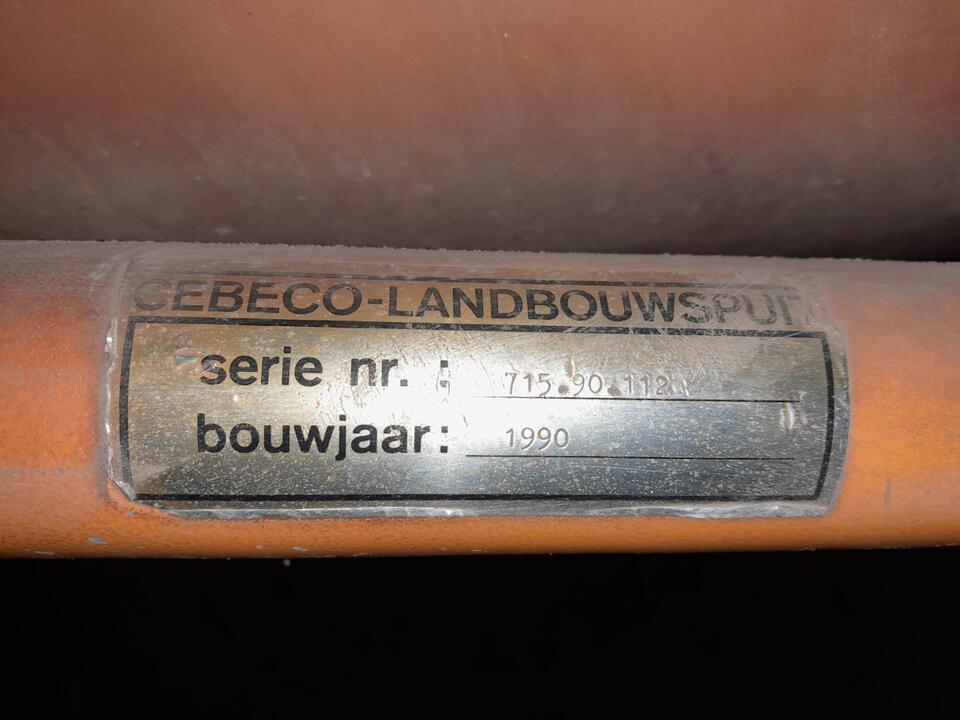 CEBECO-LANDBOUWSPUIT
serie nr. : 715.90.112
bouwjaar: 1990